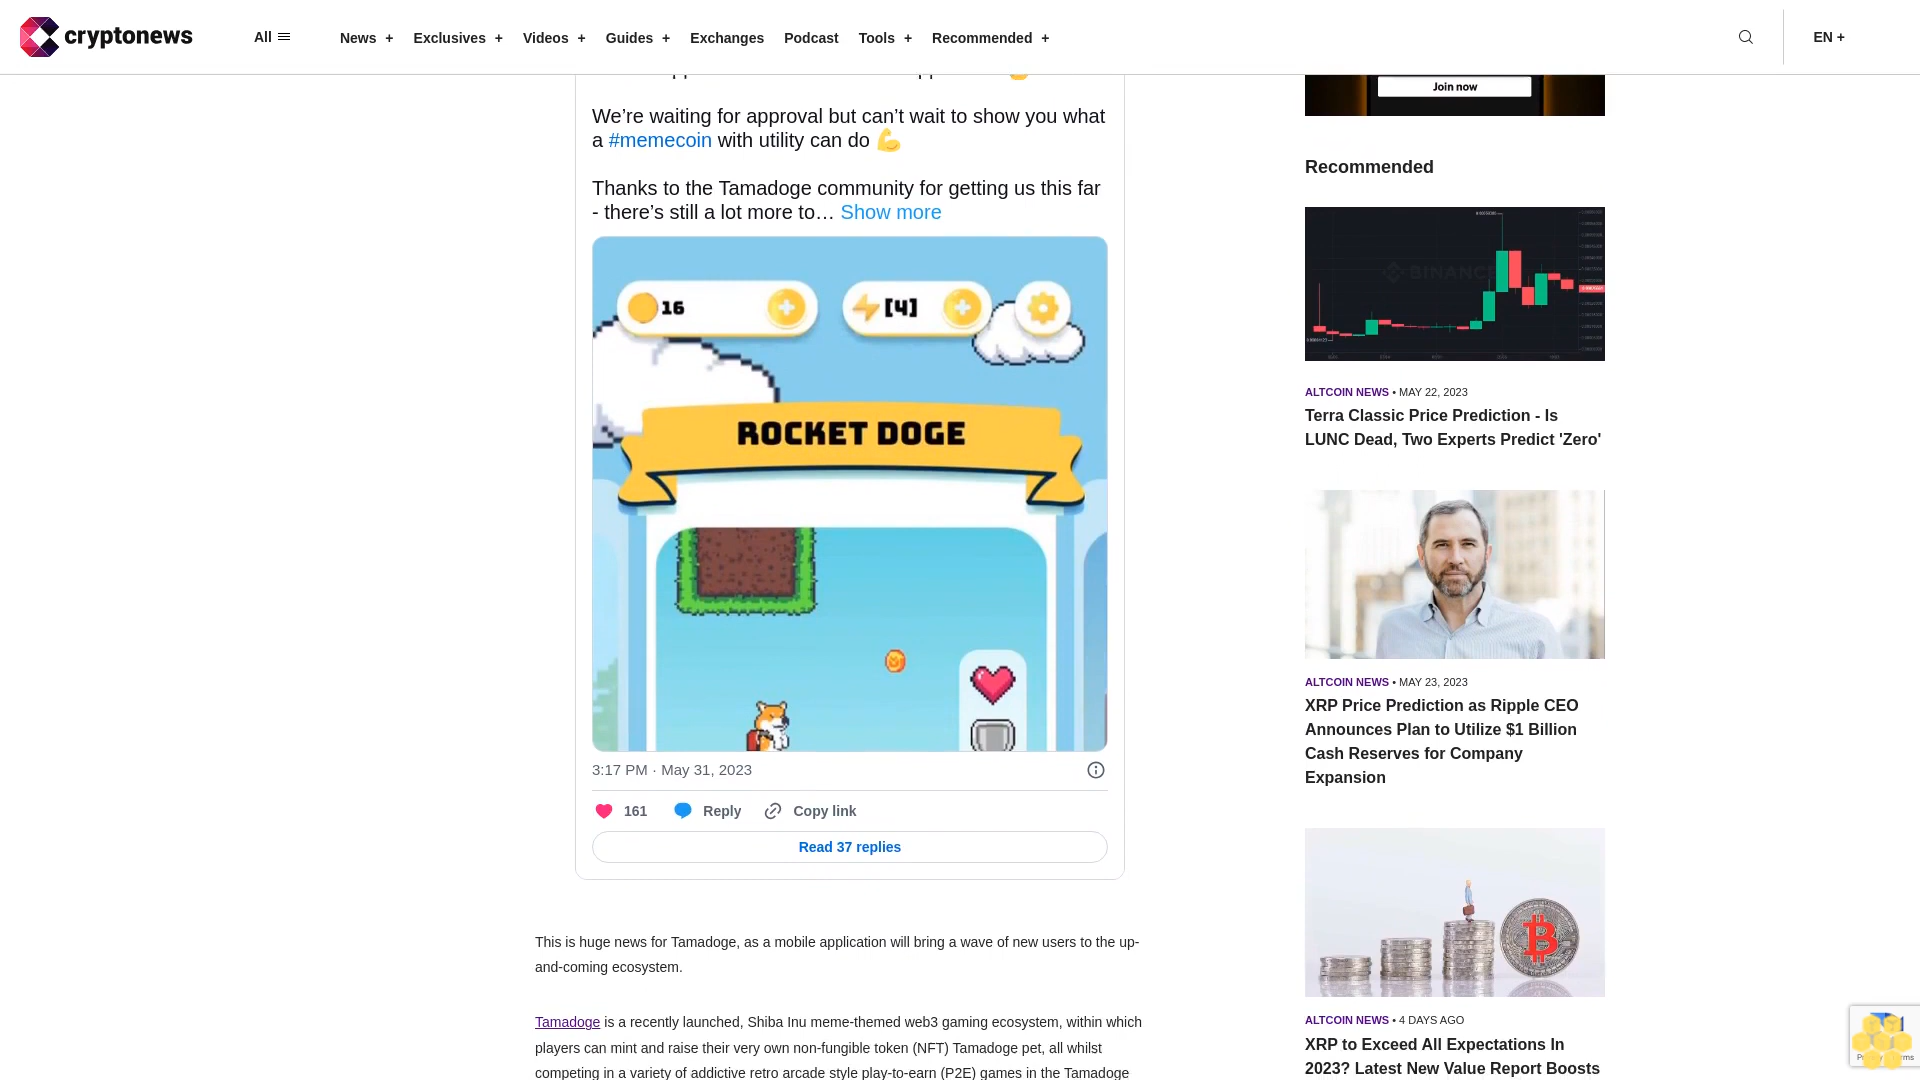 cryptonews
All
News + Exclusives + Videos + Guides + Exchanges Podcast Tools + Recommended +
EN +
We’re waiting for approval but can’t wait to show you what
a #memecoin with utility can do 💪
Thanks to the Tamadoge community for getting us this far
- there’s still a lot more to… Show more
16
[4]
ROCKET DOGE
3:17 PM · May 31, 2023
161 Reply Copy link
Read 37 replies
This is huge news for Tamadoge, as a mobile application will bring a wave of new users to the up-
and-coming ecosystem.
Tamadoge is a recently launched, Shiba Inu meme-themed web3 gaming ecosystem, within which
players can mint and raise their very own non-fungible token (NFT) Tamadoge pet, all whilst
competing in a variety of addictive retro arcade style play-to-earn (P2E) games in the Tamadoge
Join now
Recommended
BINANCE
ALTCOIN NEWS • MAY 22, 2023
Terra Classic Price Prediction - Is
LUNC Dead, Two Experts Predict 'Zero'
ALTCOIN NEWS • MAY 23, 2023
XRP Price Prediction as Ripple CEO
Announces Plan to Utilize $1 Billion
Cash Reserves for Company
Expansion
ALTCOIN NEWS • 4 DAYS AGO
XRP to Exceed All Expectations In
2023? Latest New Value Report Boosts